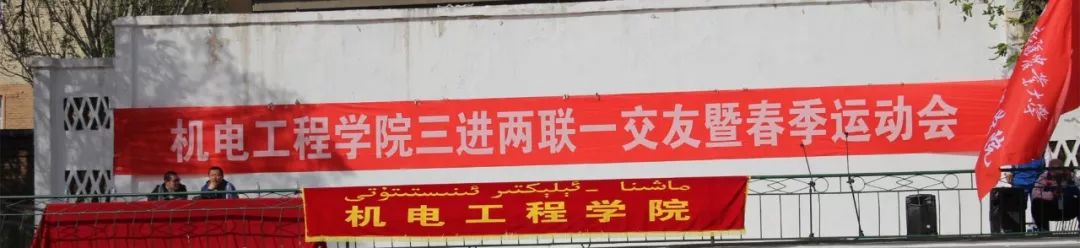 机电工程学院三进两联一交友暨春季运动会
ماشىنا - ئېلېكتىر ئىنستىتۇتى
机电工程学院